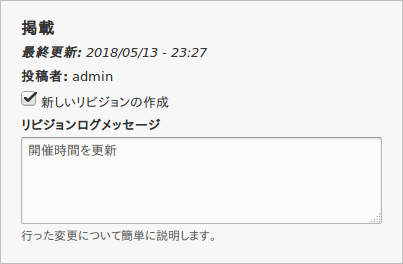 掲載
最終更新: 2018/05/13 - 23:27
投稿者: admin
新しいリビジョンの作成
リビジョンログメッセージ
開催時間を更新
行った変更について簡単に説明します。